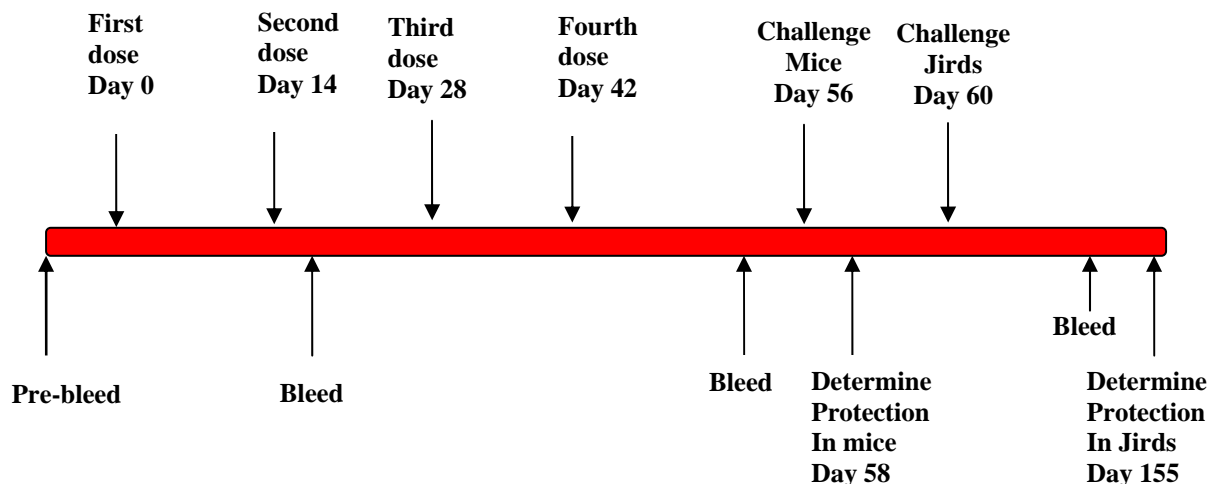 First
dose
Day 0
Second
dose
Day 14
Third
dose
Day 28
Fourth
dose
Day 42
Challenge
Mice
Day 56
Challenge
Jirds
Day 60
Pre-bleed
Bleed
Bleed
Determine
Protection
In mice
Day 58
Bleed
Determine
Protection
In Jirds
Day 155